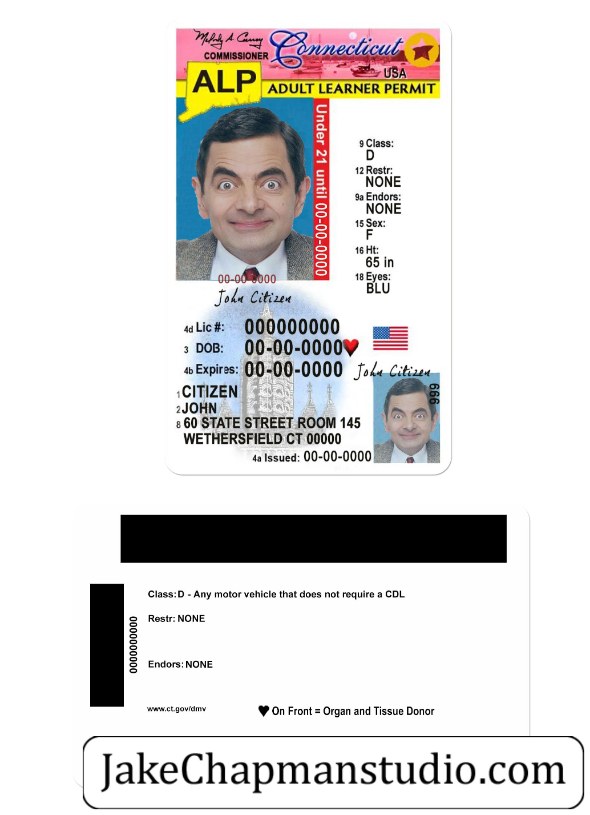 Melody A. Currey
Connecticut
COMMISSIONER
USA
ALP
ADULT LEARNER PERMIT
Under 21 until 00-00-0000
9 Class:
D
12 Restr:
NONE
9a Endors:
NONE
15 Sex:
F
16 Ht:
65 in
18 Eyes:
BLU
00-00-0000
John Citizen
4d Lic #: 000000000
3 DOB: 00-00-0000
4b Expires: 00-00-0000
John Citizen
999
1 CITIZEN
2 JOHN
8 60 STATE STREET ROOM 145
WETHERSFIELD CT 00000
4a Issued: 00-00-0000
Class:D - Any motor vehicle that does not require a CDL
Restr: NONE
0000000000
Endors: NONE
www.ct.gov/dmv
On Front = Organ and Tissue Donor
JakeChapmanstudio.com